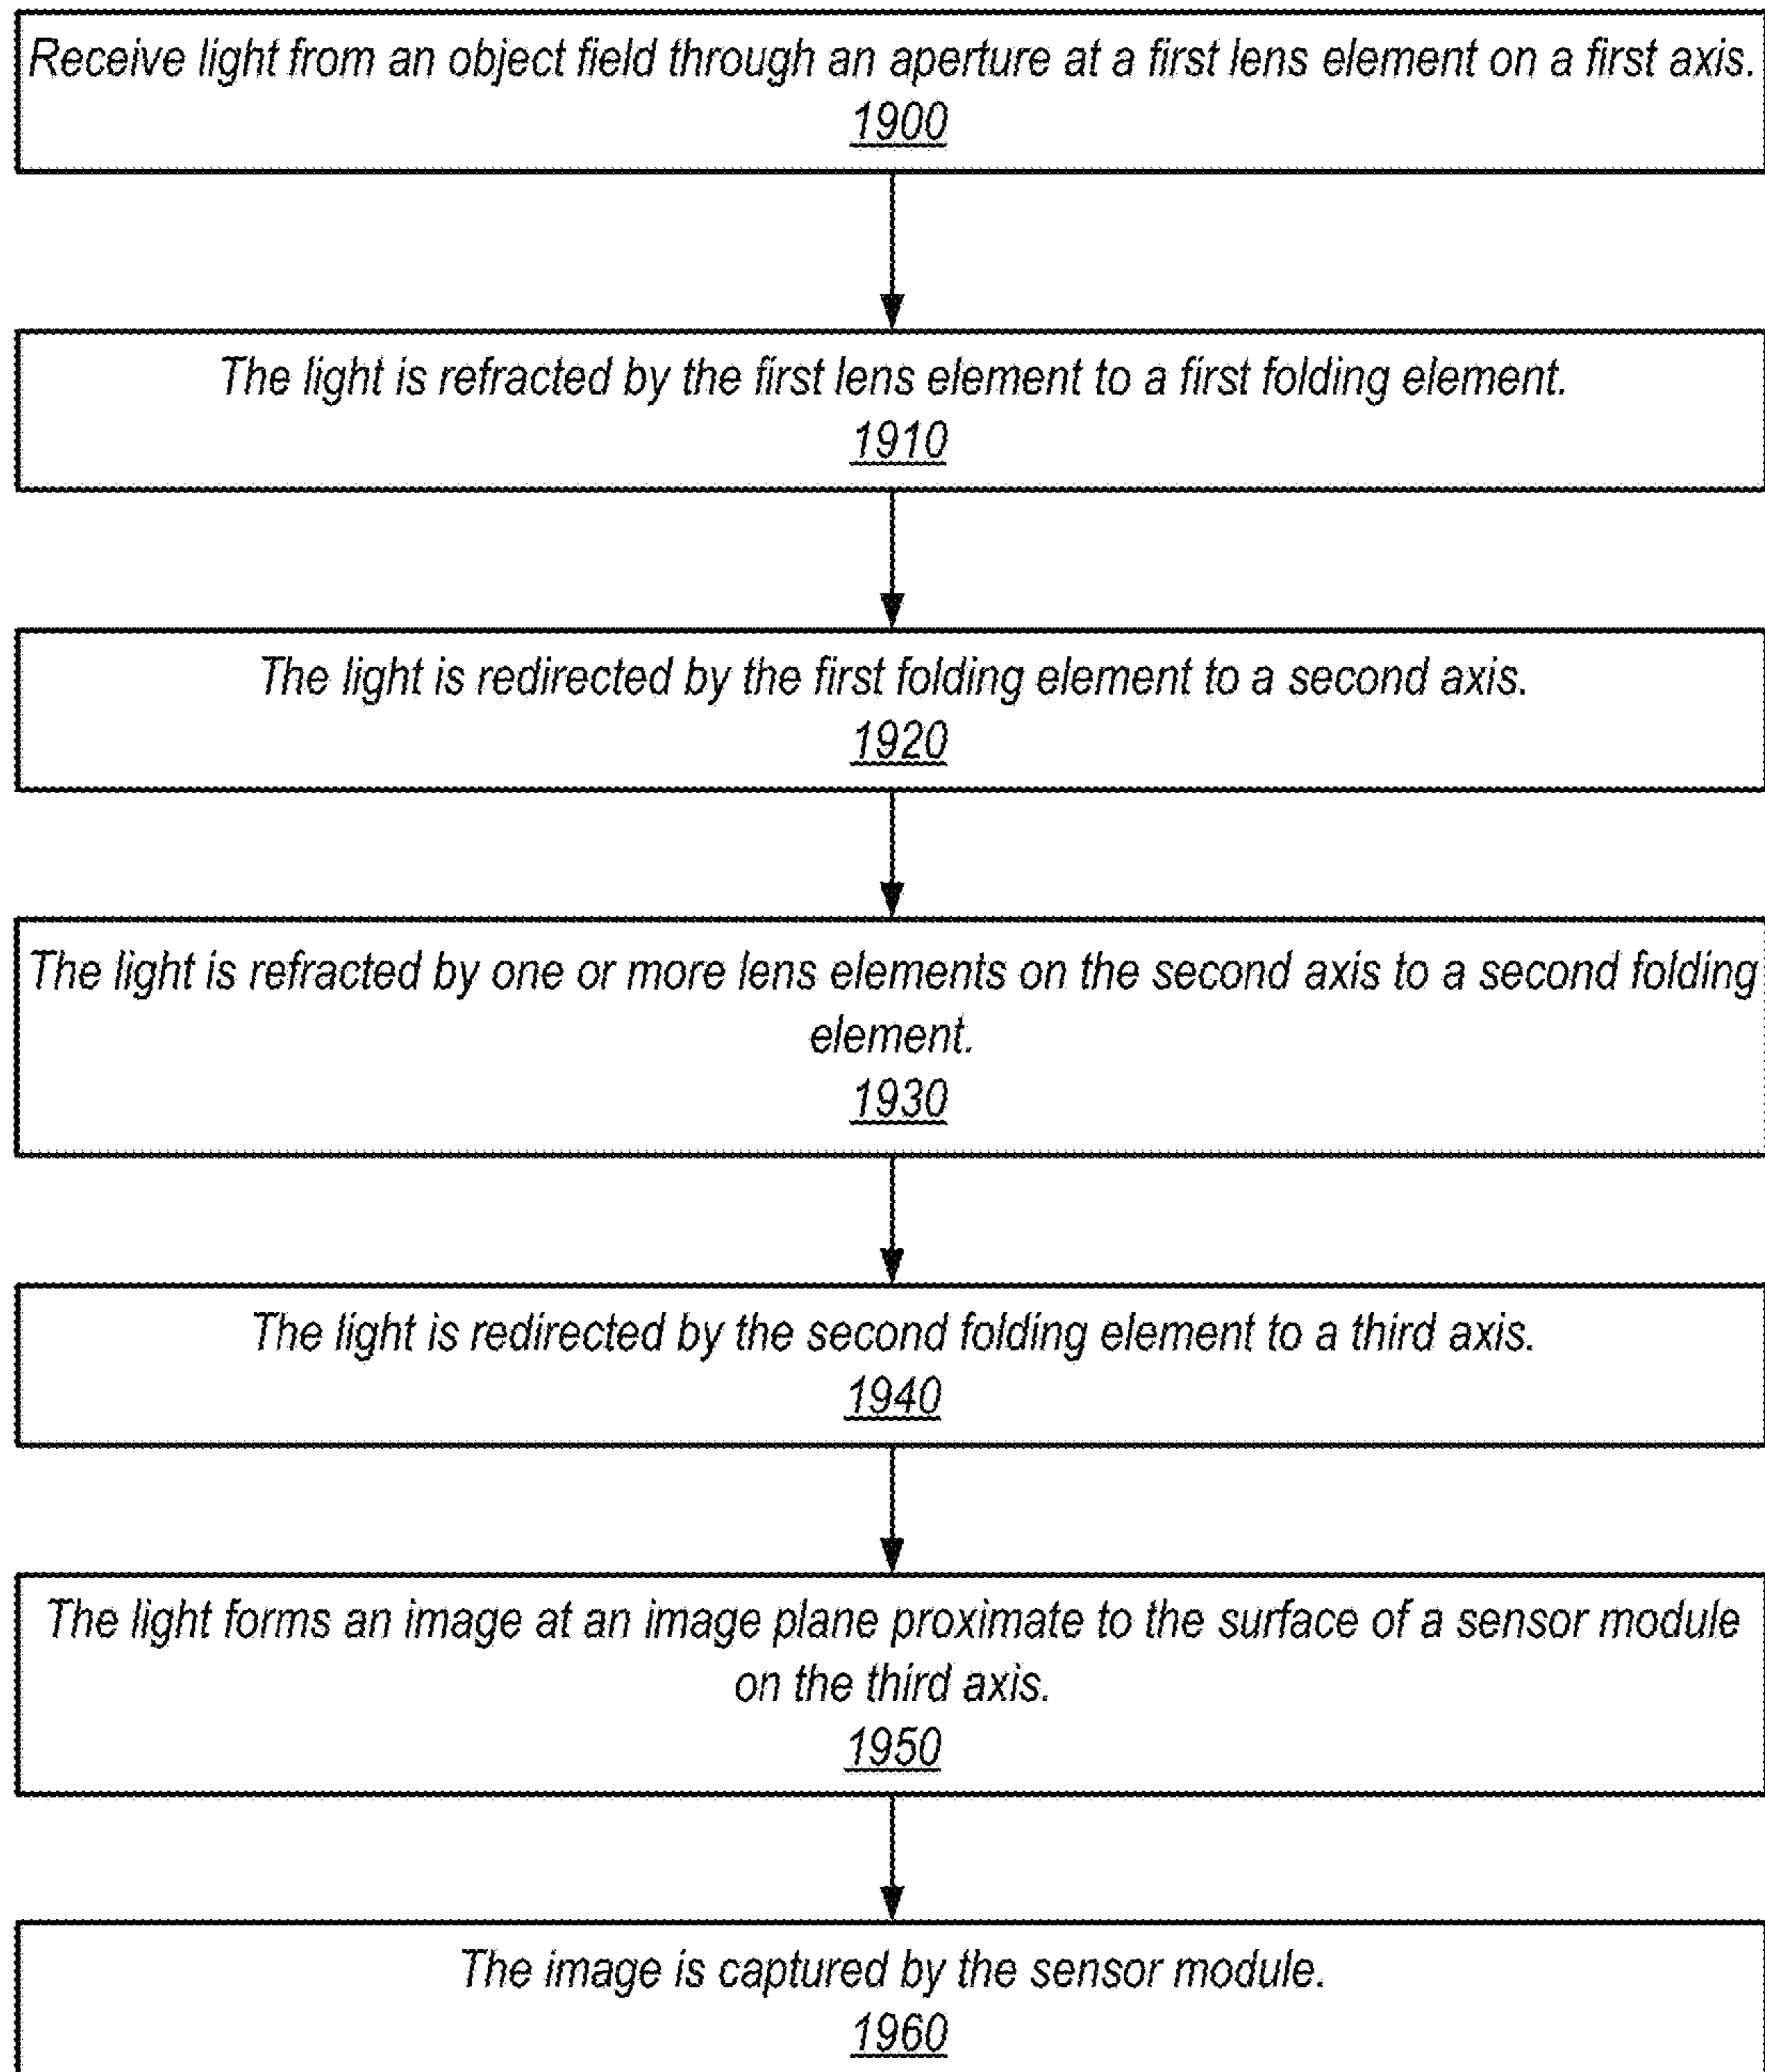 Receive light from an object field through an aperture at a first lens element on a first axis.
1900
The light is refracted by the first lens element to a first folding element.
1910
The light is redirected by the first folding element to a second axis.
1920
The light is refracted by one or more lens elements on the second axis to a second folding
element.
1930
The light is redirected by the second folding element to a third axis.
1940
The light forms an image at an image plane proximate to the surface of a sensor module
on the third axis.
1950
The image is captured by the sensor module.
1960